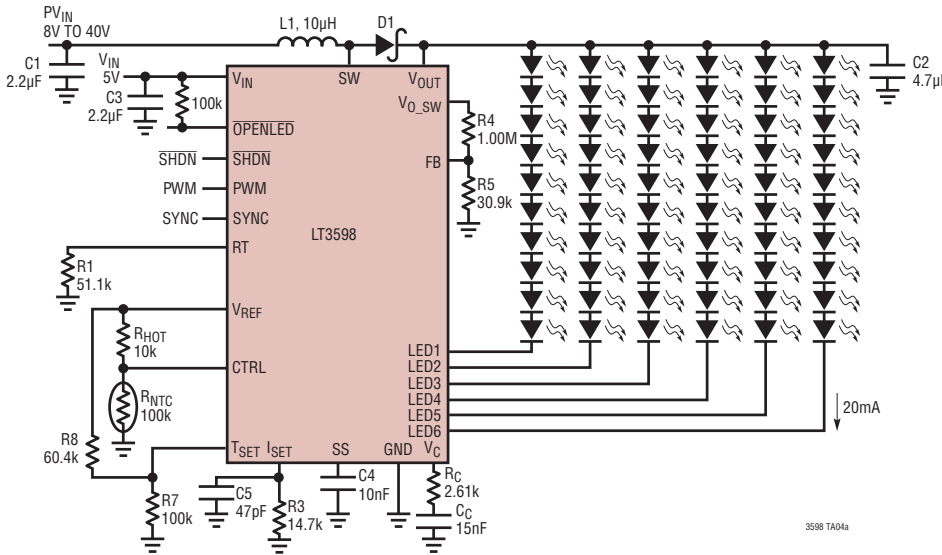 PVIN
8V TO 40V
L1, 10µH
D1
C1
2.2µF
VIN
5V
C3
2.2µF
100k
VIN
SW
VOUT
C2
4.7µF
VO_SW
R4
1.00M
OPENLED
SHDN
SHDN
FB
PWM
PWM
R5
30.9k
SYNC
SYNC
LT3598
RT
R1
51.1k
VREF
RHOT
10k
CTRL
RNTC
100k
LED1
LED2
LED3
LED4
LED5
LED6
20mA
R8
60.4k
TSET
ISET
SS
GND
VC
R7
100k
C5
47pF
R3
14.7k
C4
10nF
RC
2.61k
CC
15nF
3598 TA04a